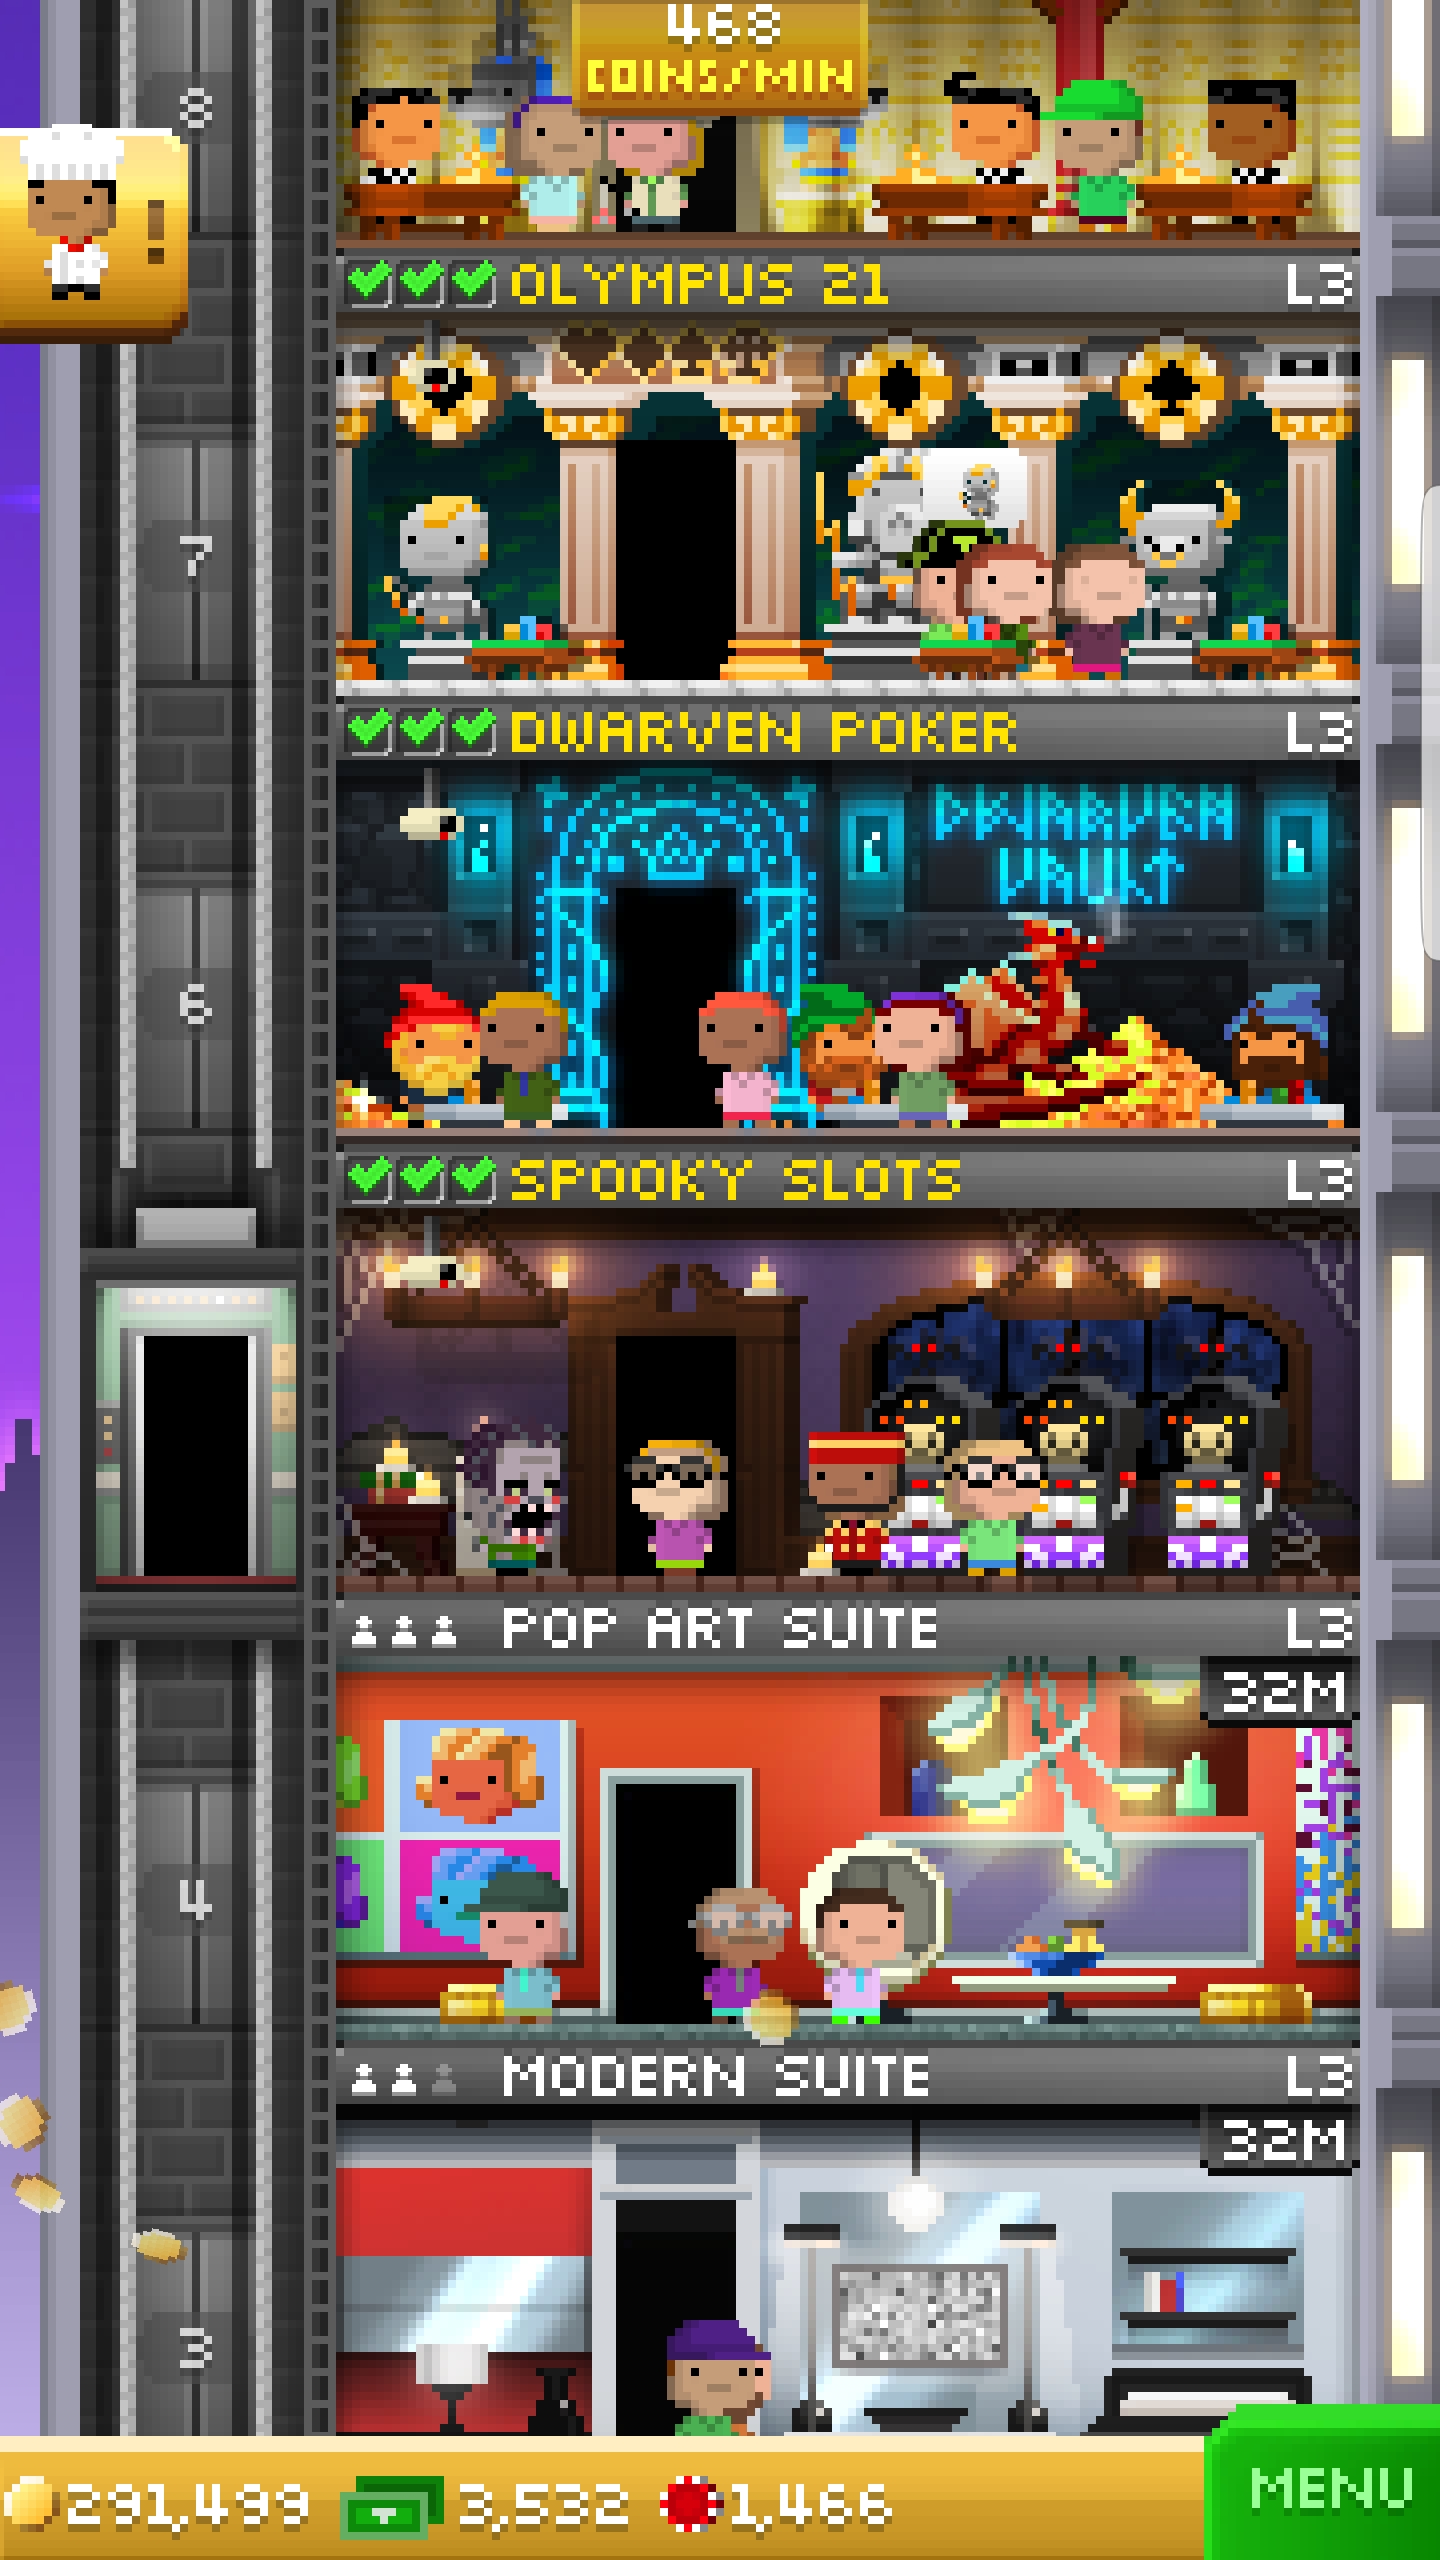 468
COINS/MIN
8
!
OLYMPUS 21 L3
7
DWARVEN POKER L3
DWARVEN
VAULT
6
SPOOKY SLOTS L3
POP ART SUITE L3
32M
4
MODERN SUITE L3
32M
3
291,499 3,532 1,466 MENU